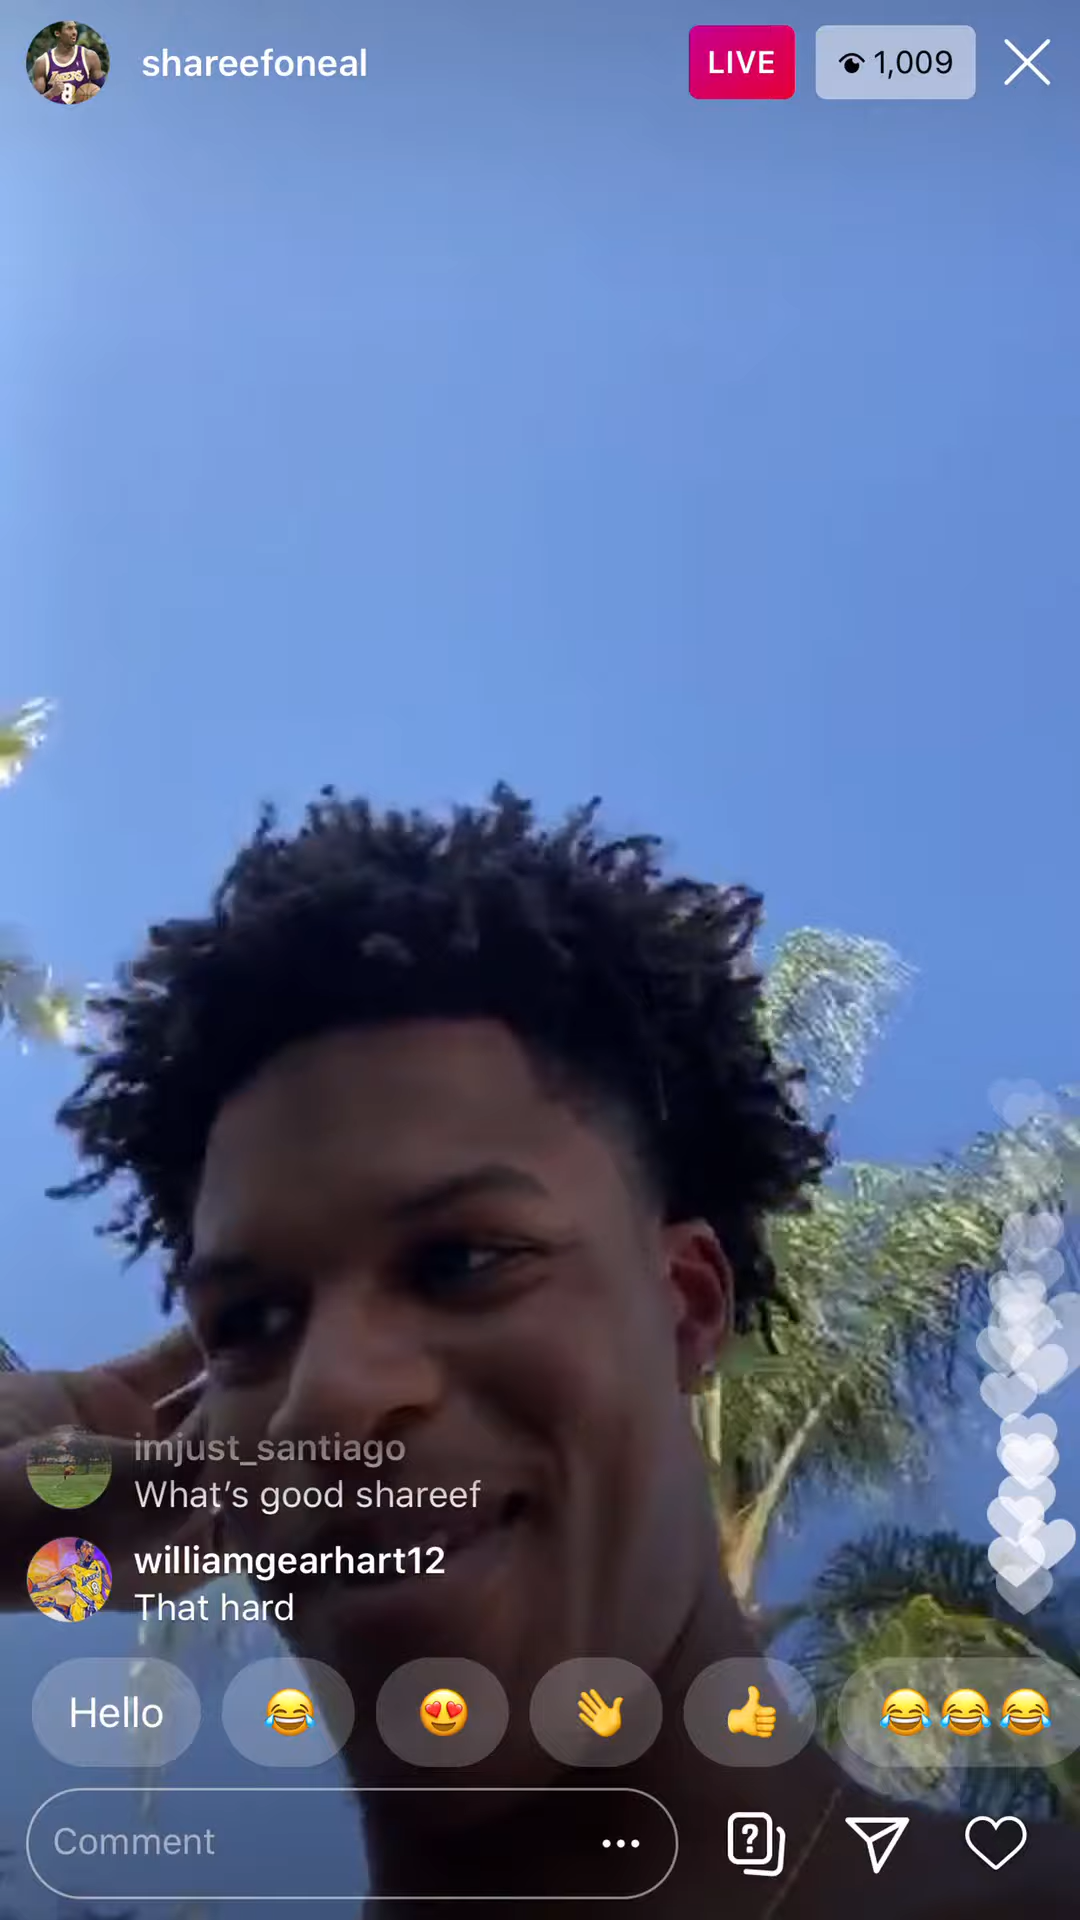 shareefoneal
LIVE
1,009
imjust_santiago
What’s good shareef
williamgearhart12
That hard
Hello
Comment